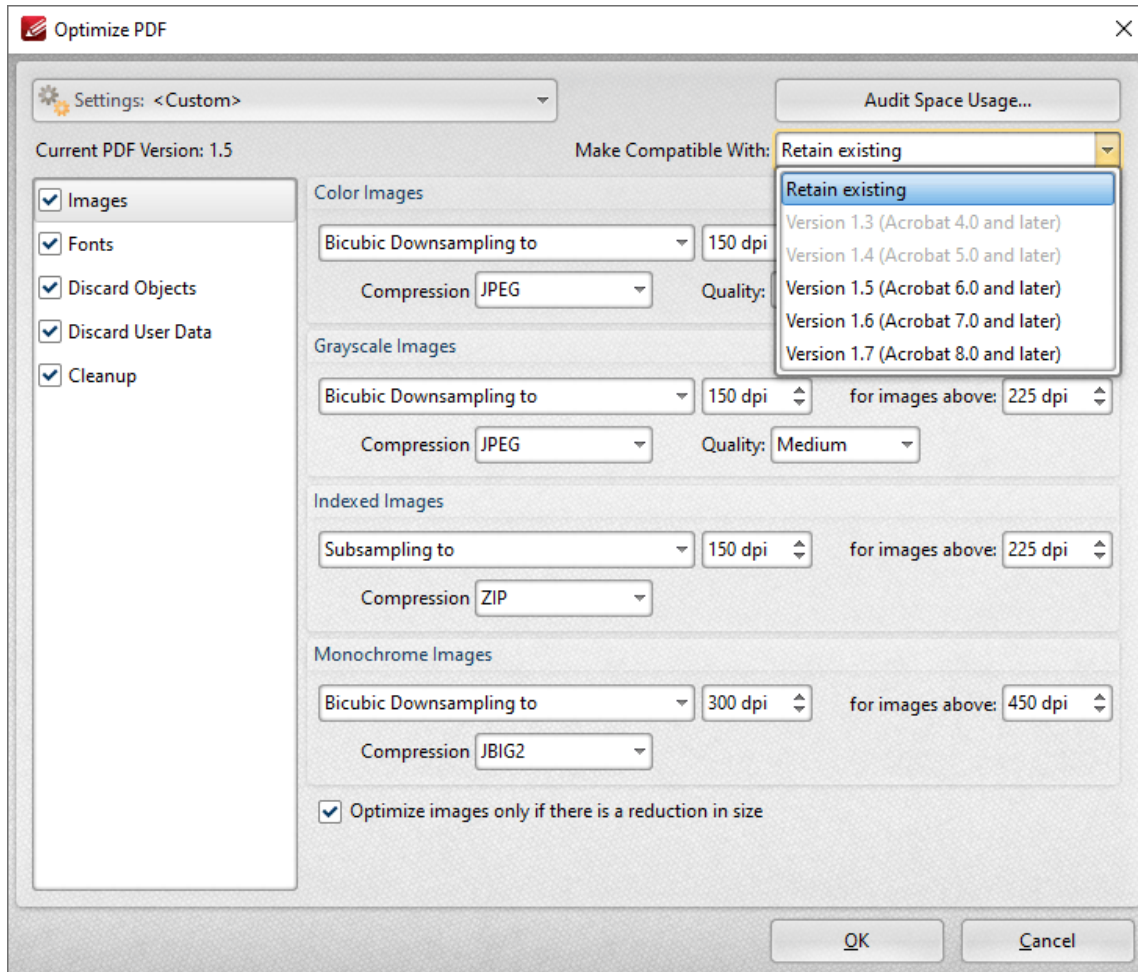 Optimize PDF
Settings: <Custom>
Audit Space Usage...
Current PDF Version: 1.5
Make Compatible With: Retain existing
Retain existing
Version 1.3 (Acrobat 4.0 and later)
Version 1.4 (Acrobat 5.0 and later)
Version 1.5 (Acrobat 6.0 and later)
Version 1.6 (Acrobat 7.0 and later)
Version 1.7 (Acrobat 8.0 and later)
Images
Fonts
Discard Objects
Discard User Data
Cleanup
Color Images
Bicubic Downsampling to 150 dpi
Compression JPEG Quality:
Grayscale Images
Bicubic Downsampling to 150 dpi for images above: 225 dpi
Compression JPEG Quality: Medium
Indexed Images
Subsampling to 150 dpi for images above: 225 dpi
Compression ZIP
Monochrome Images
Bicubic Downsampling to 300 dpi for images above: 450 dpi
Compression JBIG2
Optimize images only if there is a reduction in size
OK Cancel